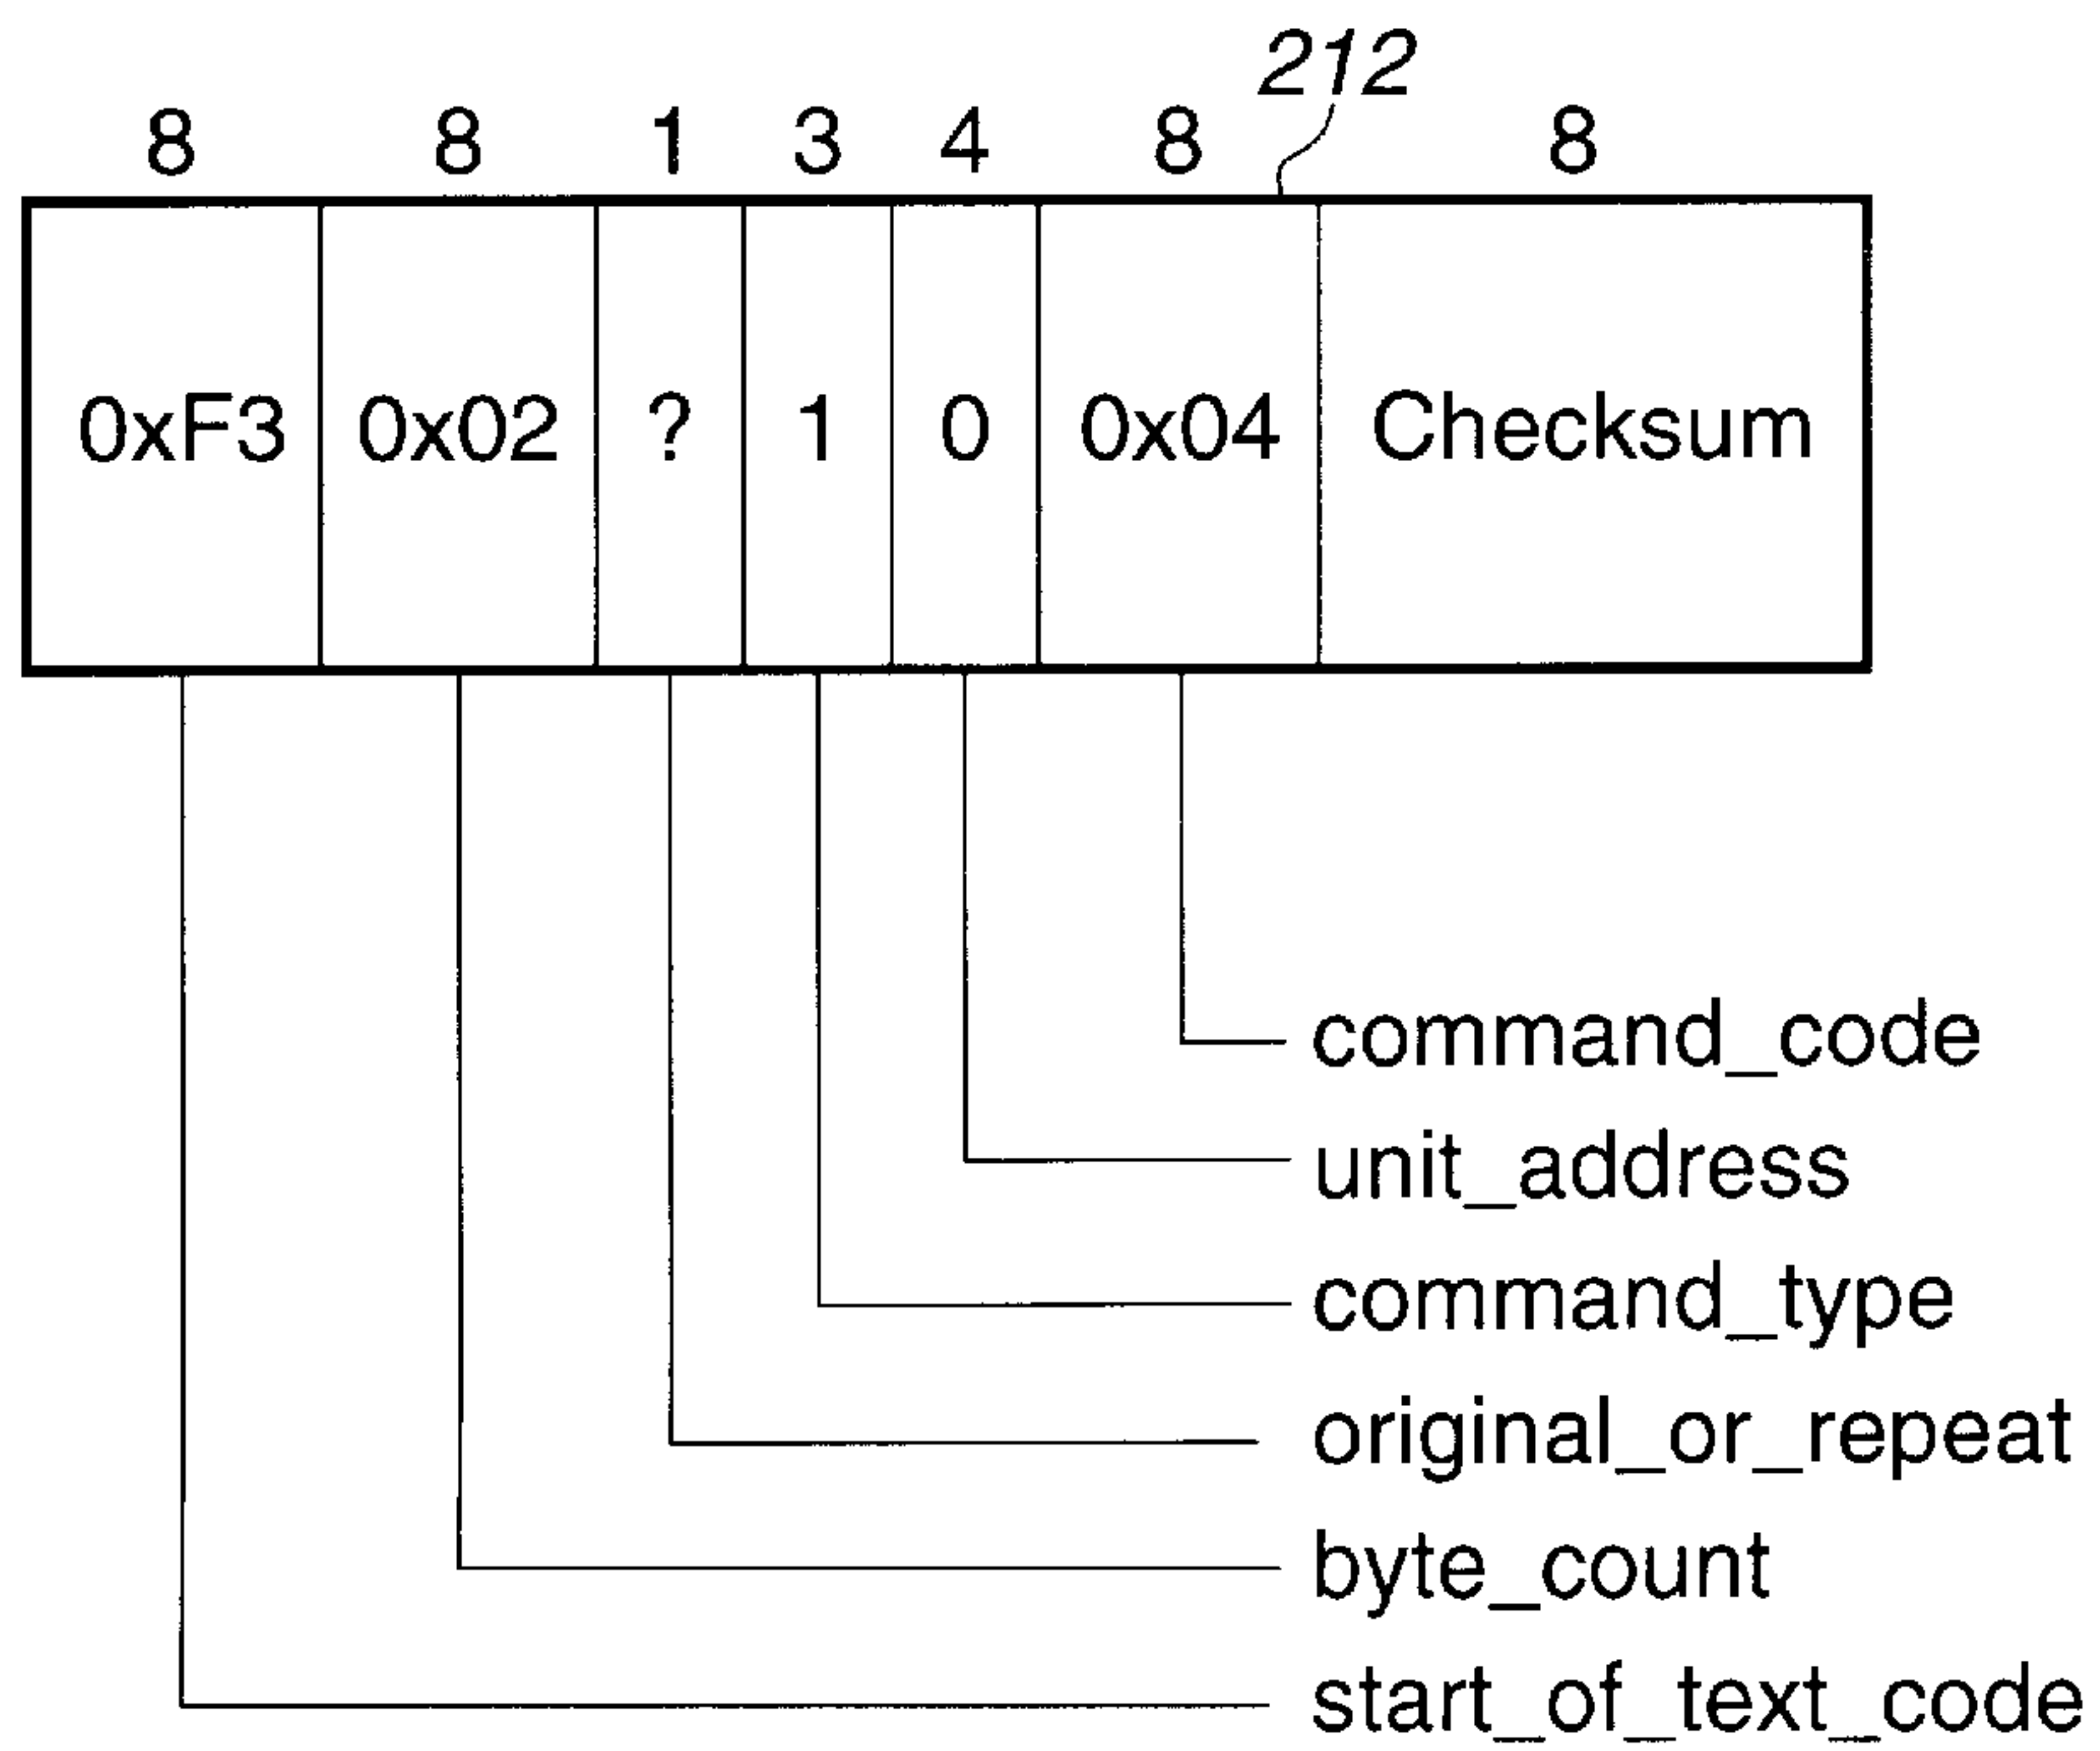 212
8 8 1 3 4 8 8
0xF3 0x02 ? 1 0 0x04 Checksum
command_code
unit_address
command_type
original_or_repeat
byte_count
start_of_text_code